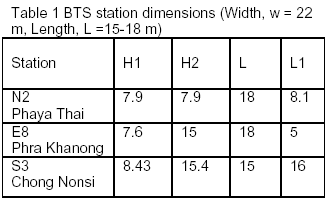 Table 1 BTS station dimensions (Width, w = 22
m, Length, L =15-18 m)
Station H1 H2 L L1
N2 7.9 7.9 18 8.1
Phaya Thai
E8 7.6 15 18 5
Phra Khanong
S3 8.43 15.4 15 16
Chong Nonsi